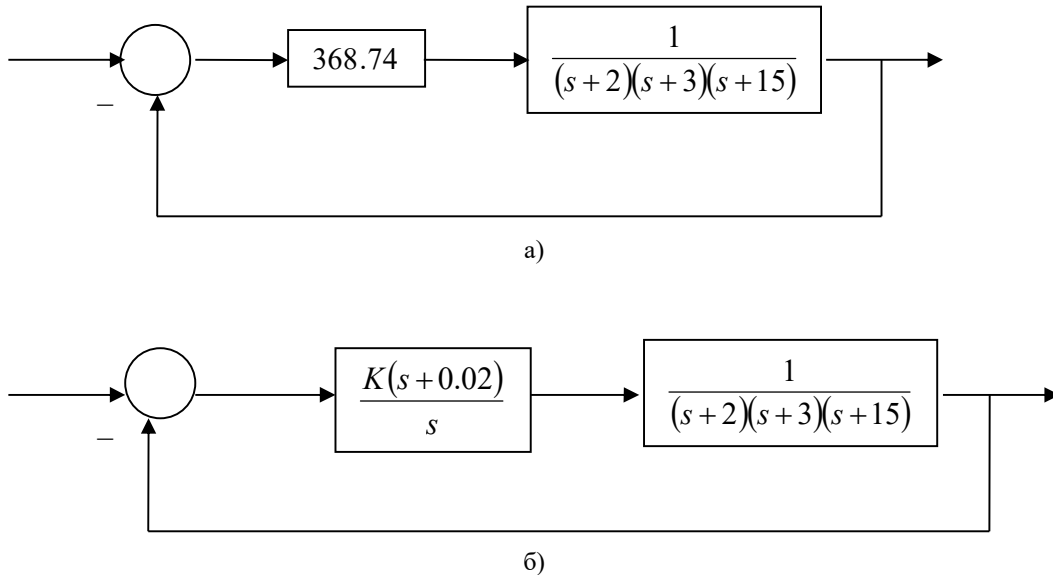 368.74
1
(s+2)(s+3)(s+15)
–
а)
K(s+0.02)
s
1
(s+2)(s+3)(s+15)
–
б)